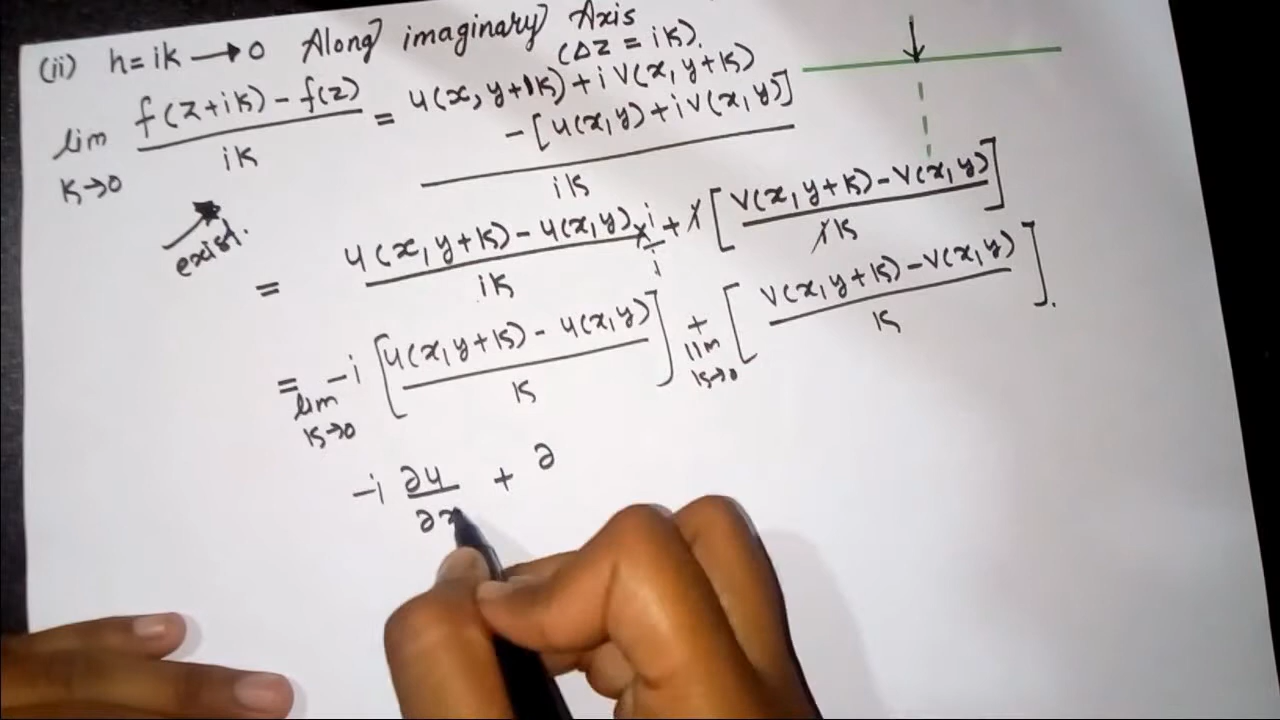 (ii) h=ik → 0 Along imaginary Axis
(Δz = ik).
lim k→0 f(z+ik) - f(z) / ik = u(x, y+k) + i v(x, y+k) - [u(x,y) + i v(x,y)] / ik
exist.
= u(x, y+k) - u(x,y) / ik × i / i + i [v(x, y+k) - v(x,y) / ik]
= lim k→0 -i [u(x,y+k) - u(x,y) / k] + lim k→0 [v(x,y+k) - v(x,y) / k].
-i ∂u / ∂x + ∂